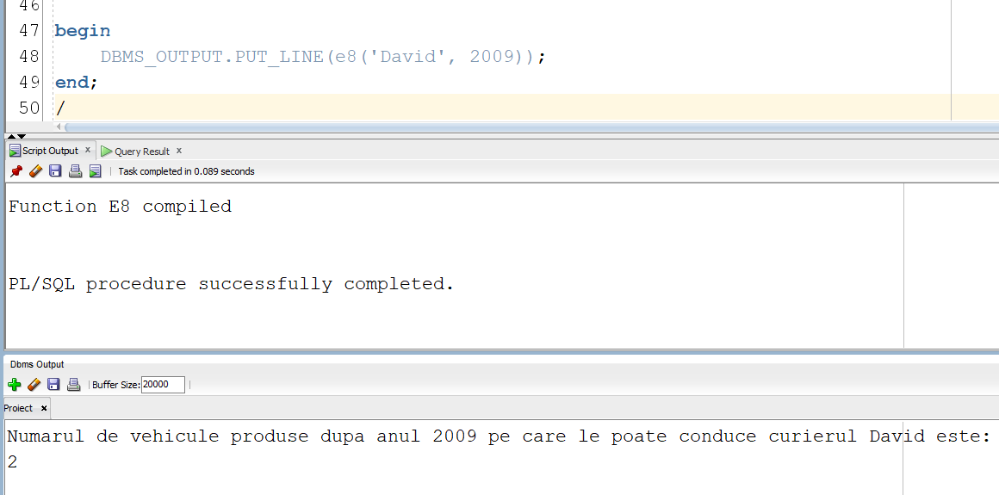 46
47 begin
48 DBMS_OUTPUT.PUT_LINE(e8('David', 2009));
49 end;
50 /
Script Output x Query Result x
Task completed in 0.089 seconds
Function E8 compiled
PL/SQL procedure successfully completed.
Dbms Output
Buffer Size: 20000
Proiect x
Numarul de vehicule produse dupa anul 2009 pe care le poate conduce curierul David este:
2